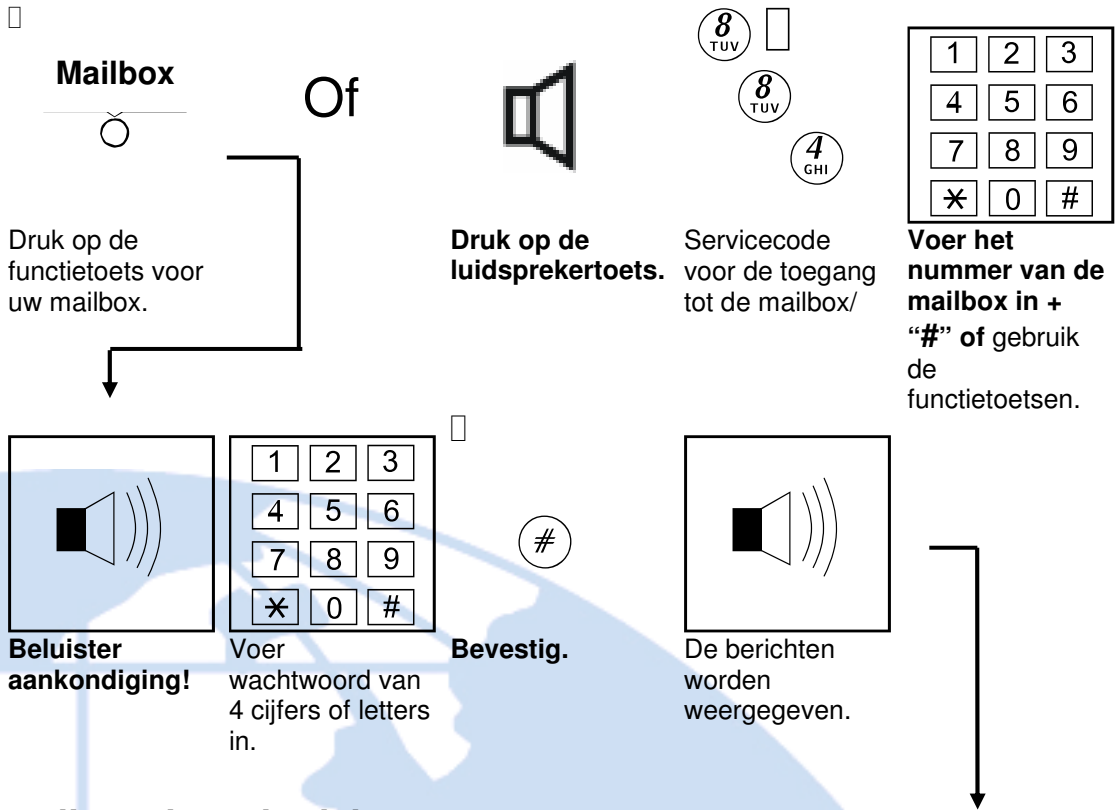 Mailbox
Of
8
TUV
8
TUV
4
GHI
1 2 3
4 5 6
7 8 9
* 0 #
Druk op de
functietoets voor
uw mailbox.
Druk op de
luidsprekertoets.
Servicecode
voor de toegang
tot de mailbox/
Voer het
nummer van de
mailbox in +
“#” of gebruik
de
functietoetsen.
1 2 3
4 5 6
7 8 9
* 0 #
#
Beluister
aankondiging!
Voer
wachtwoord van
4 cijfers of letters
in.
Bevestig.
De berichten
worden
weergegeven.